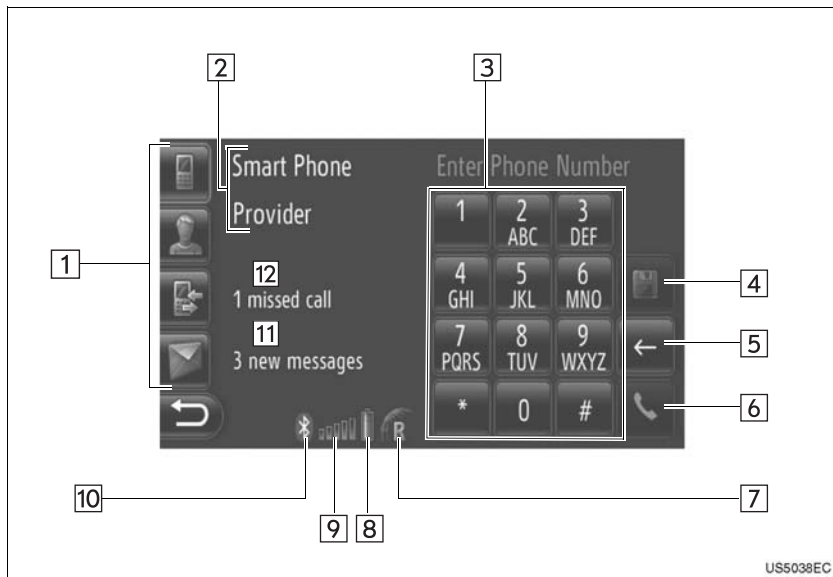 2
3
Smart Phone
Enter Phone Number
Provider
1
2 ABC
3 DEF
1
12
1 missed call
4 GHI
5 JKL
6 MNO
4
11
3 new messages
7 PQRS
8 TUV
9 WXYZ
5
*
0
#
6
R
10
9
8
7
US5038EC